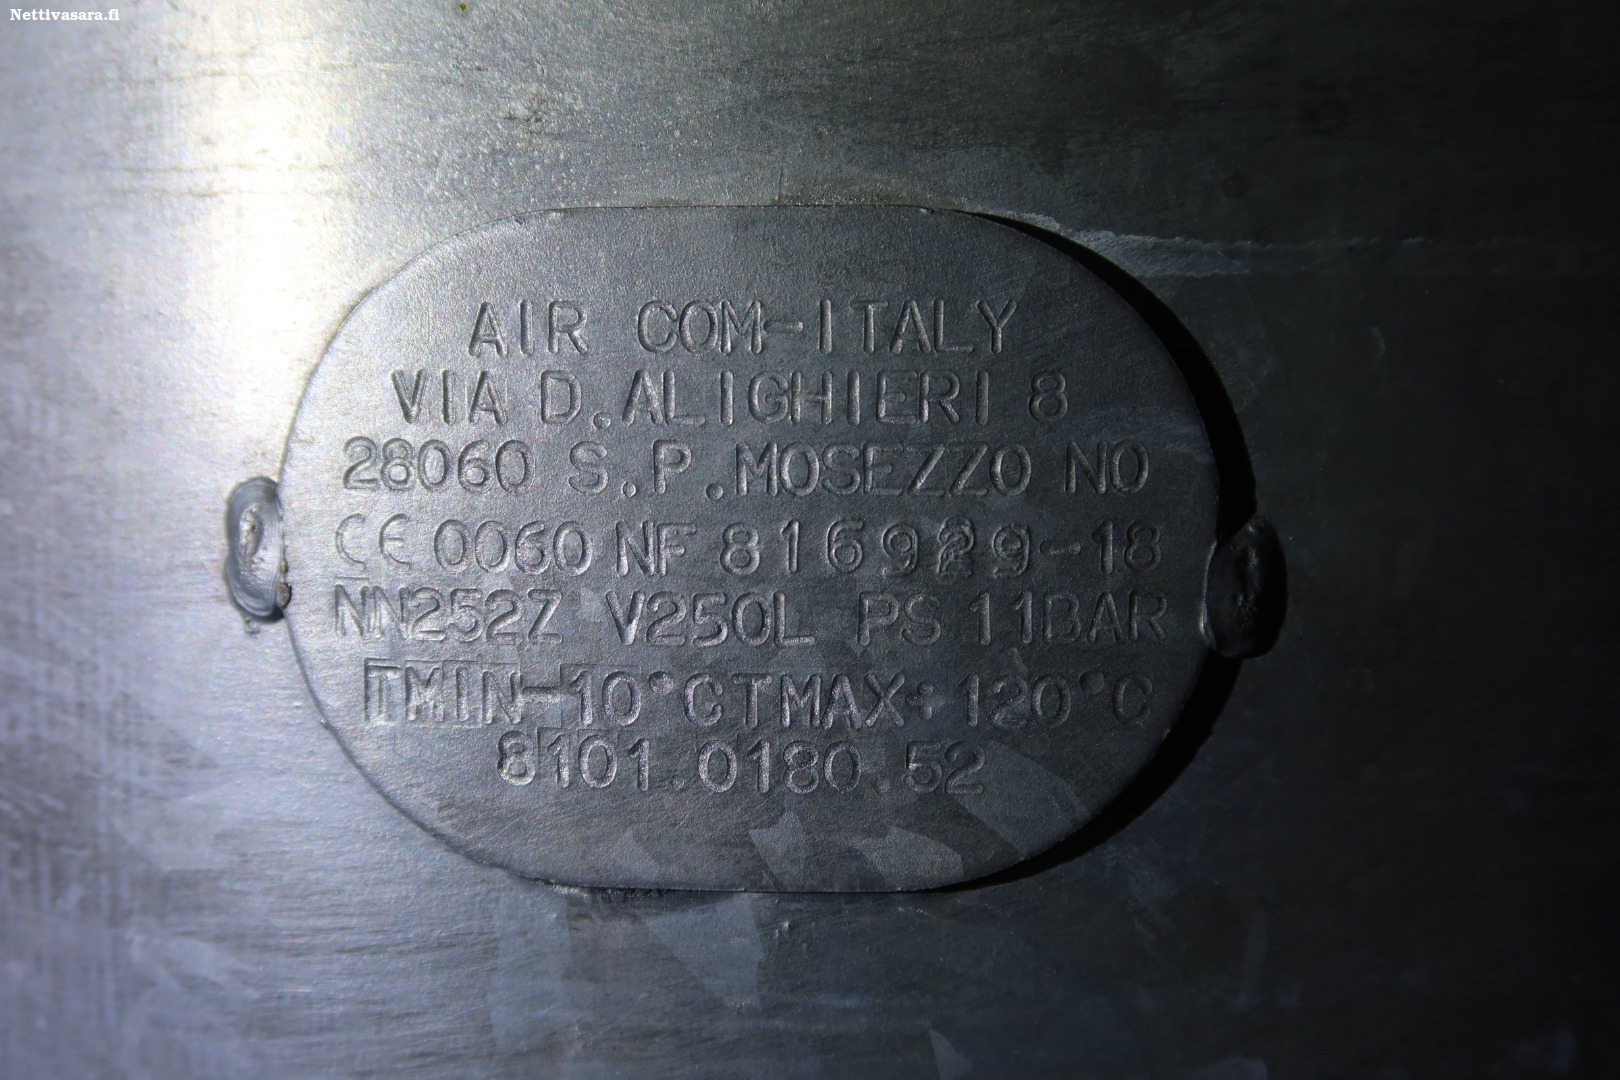 Nettivasara.fi
AIR COM-ITALY
VIA D.ALIGHIERI 8
28060 S.P.MOSEZZO NO
CE 0060 NF 816929-18
NN252Z V250L PS 11BAR
TMIN-10°CTMAX: 120°C
8101.0180.52